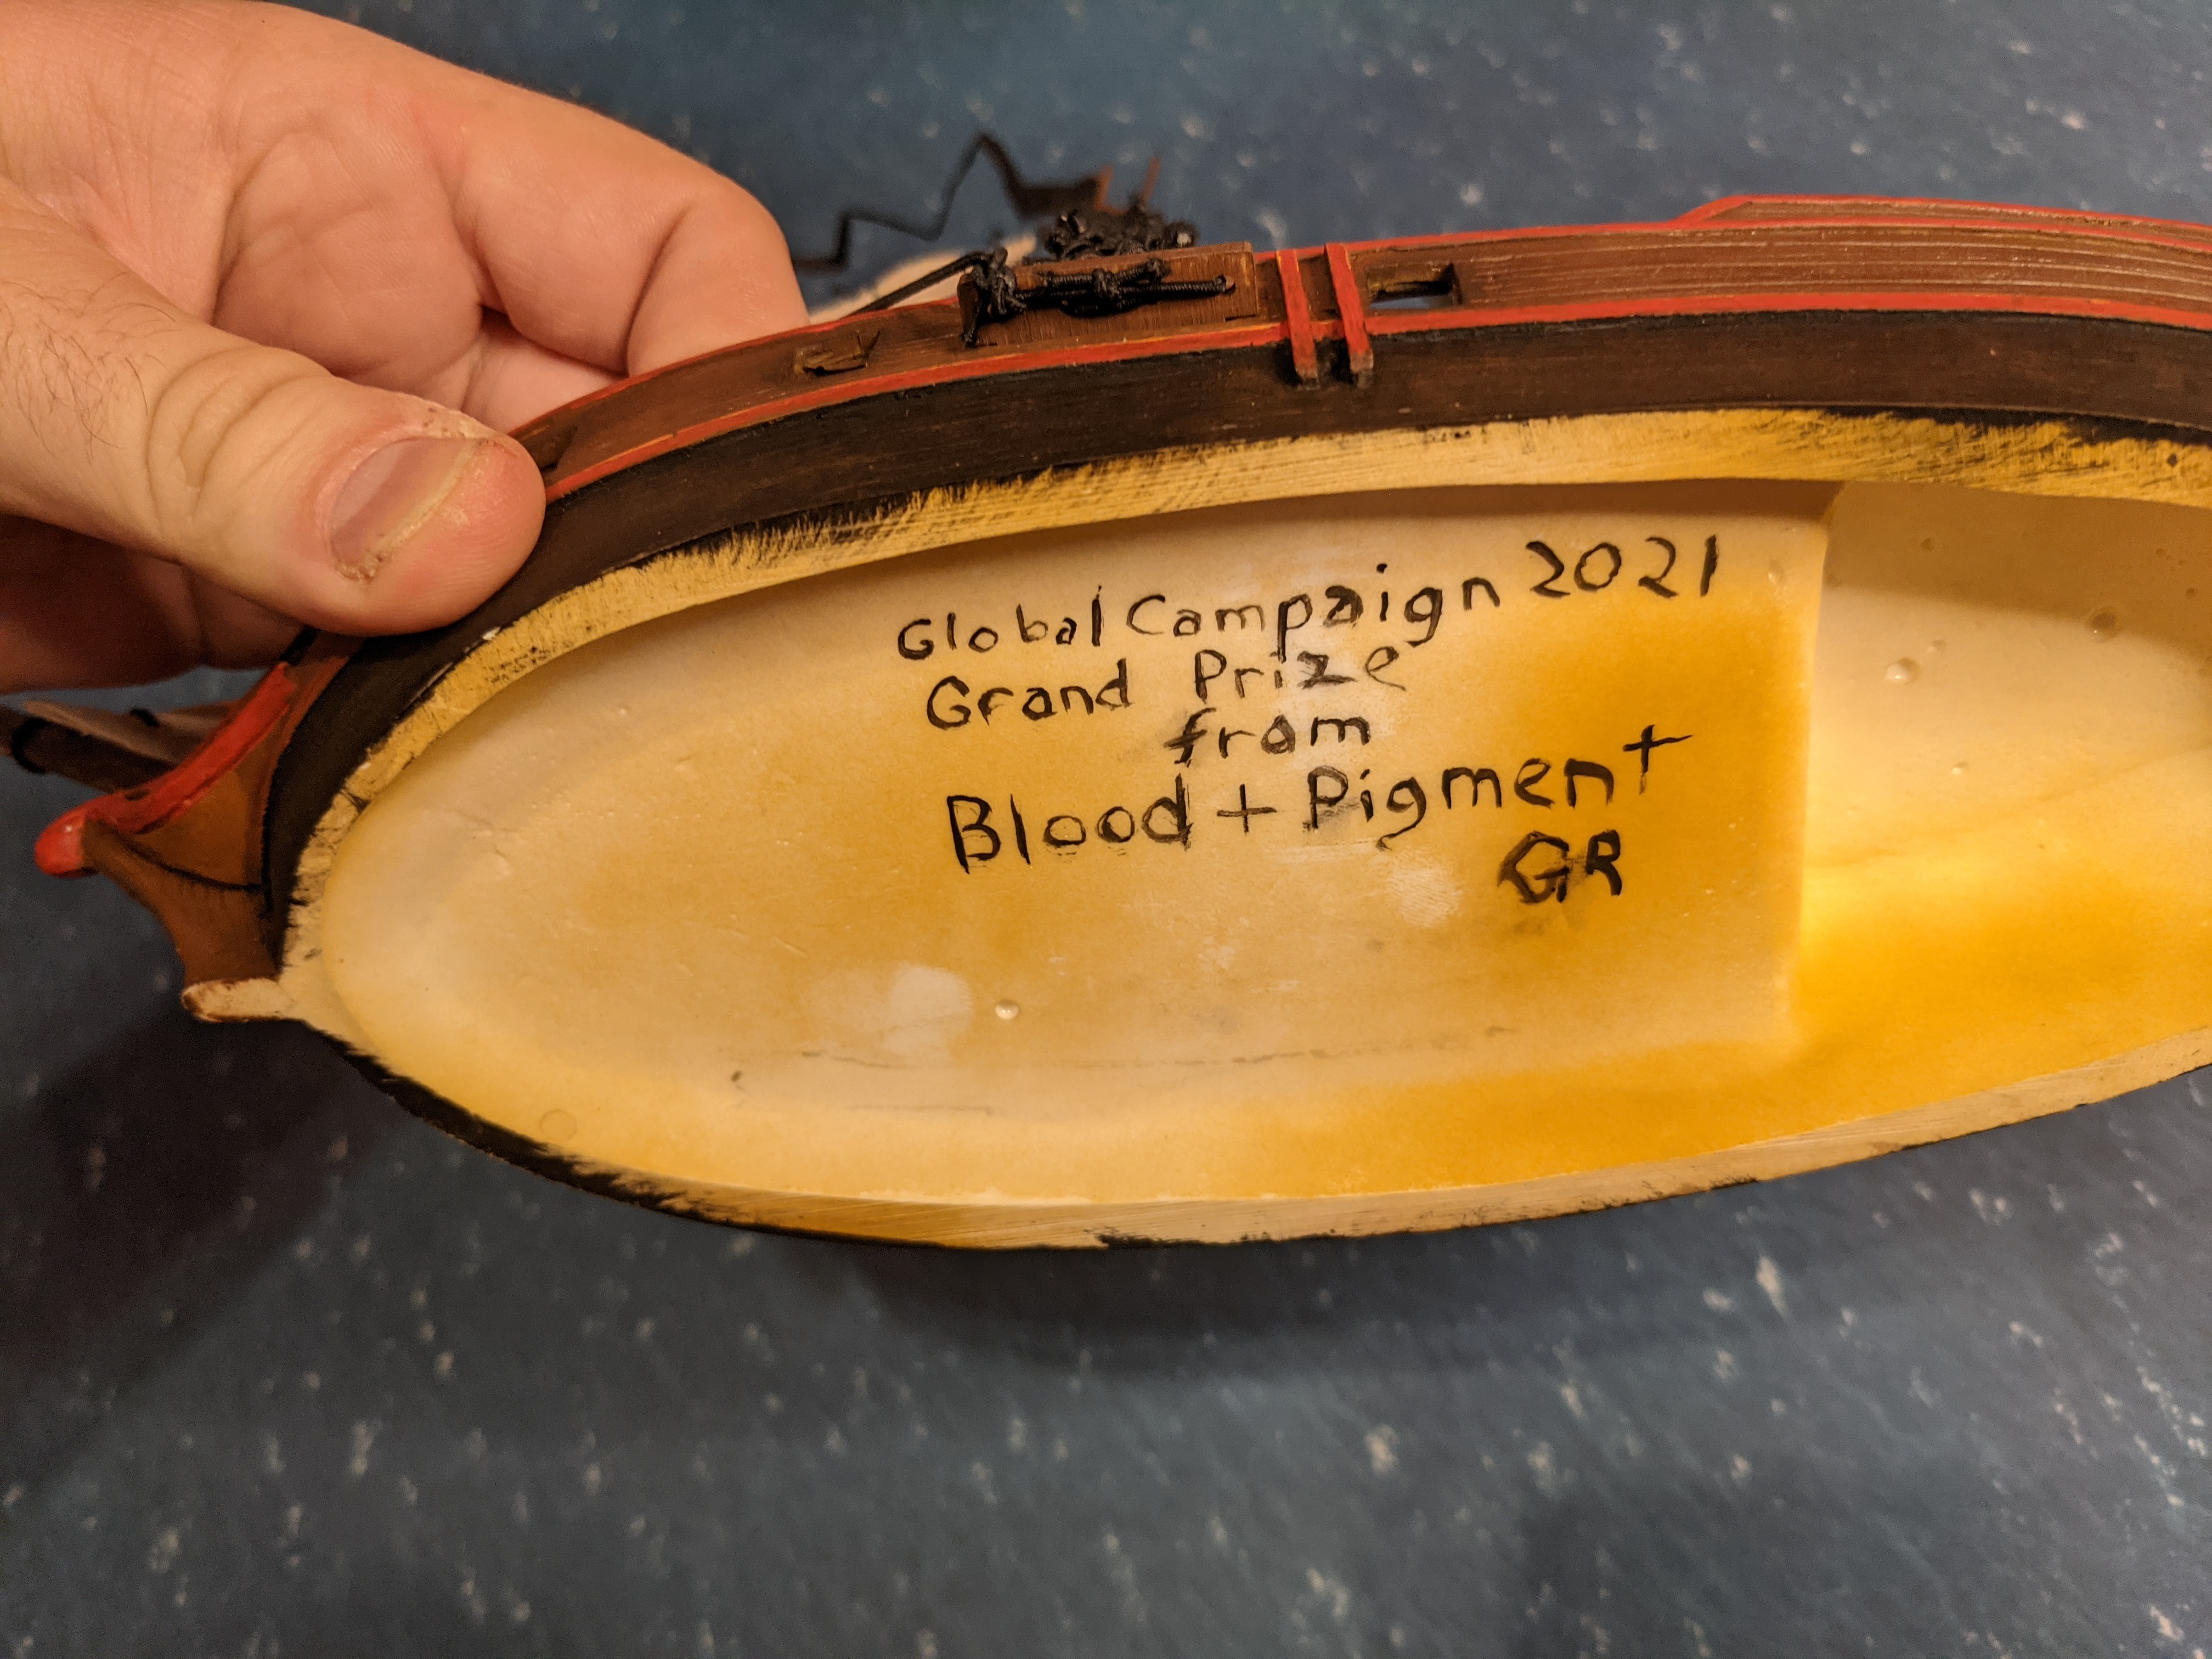 Global Campaign 2021
Grand Prize
from
Blood + Pigment
GR